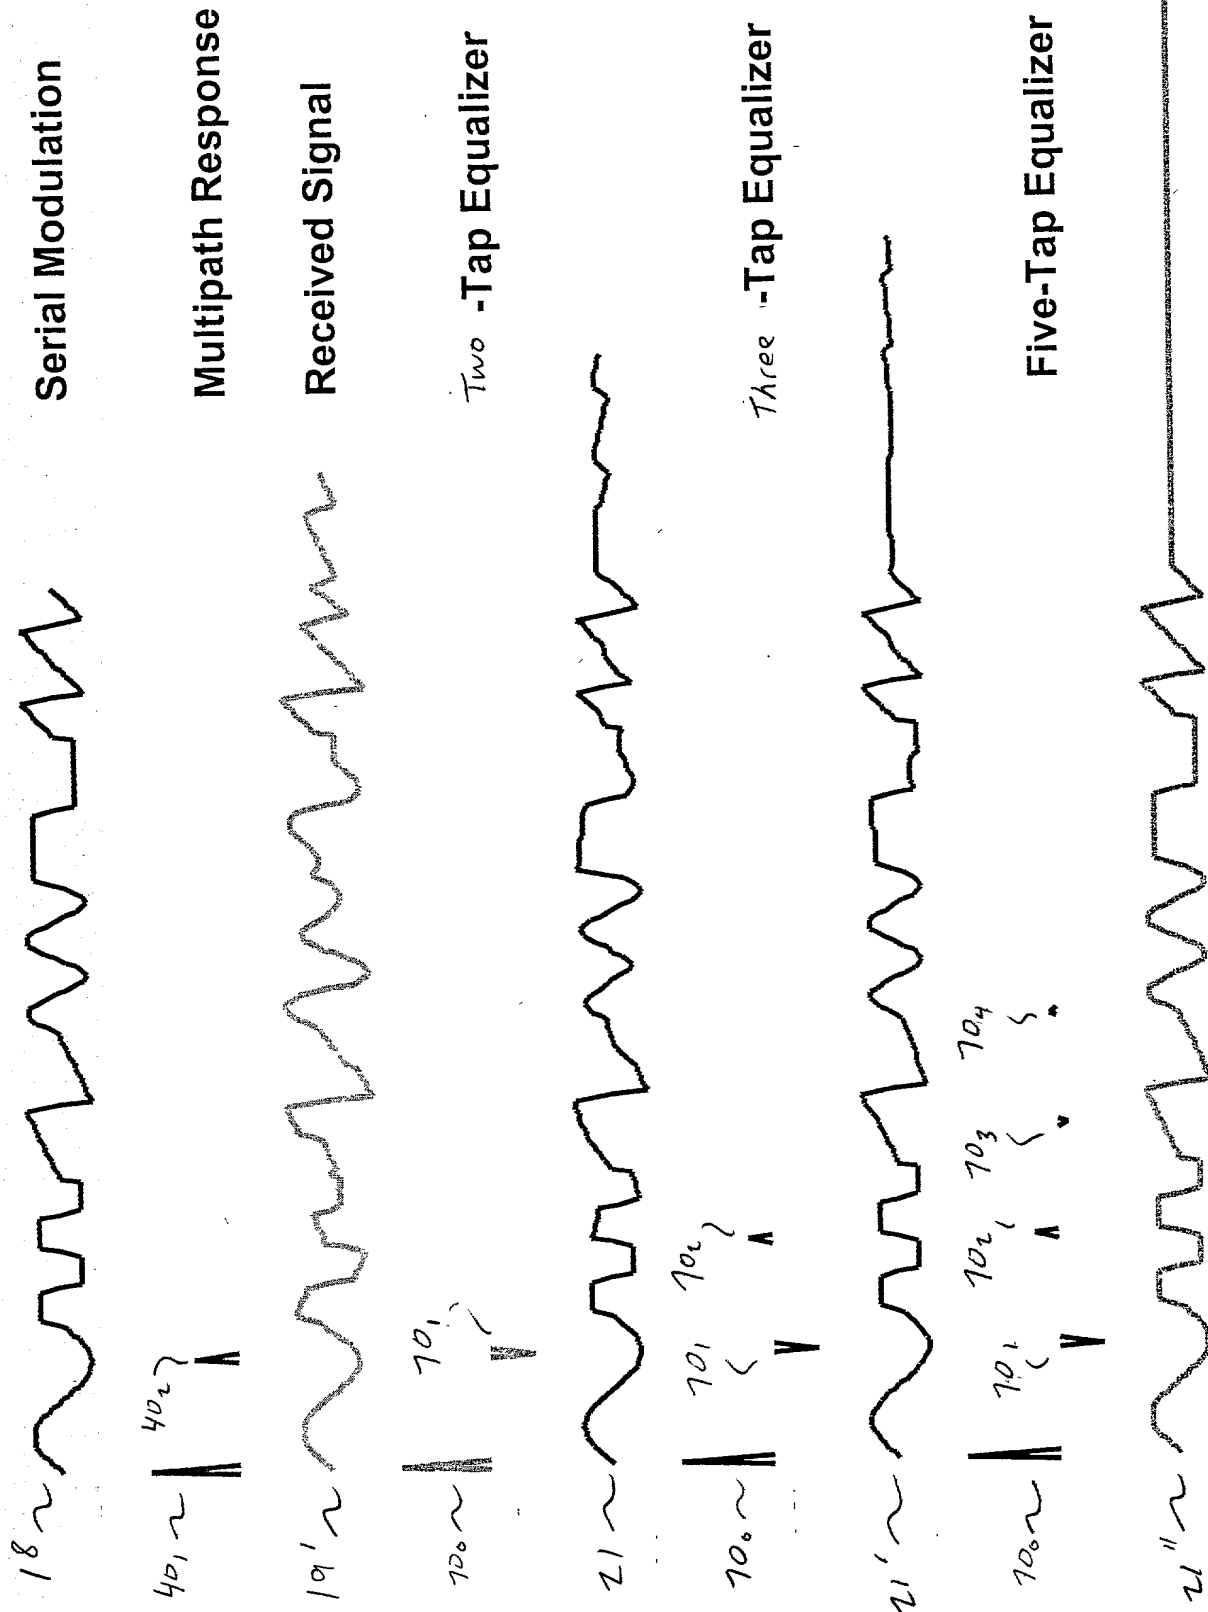 18
Serial Modulation
40₁
40₂
Multipath Response
19'
Received Signal
70₀
70₁
Two -Tap Equalizer
21
70₀
70₁
70₂
Three -Tap Equalizer
21'
70₀
70₁
70₂
70₃
70₄
Five-Tap Equalizer
21"